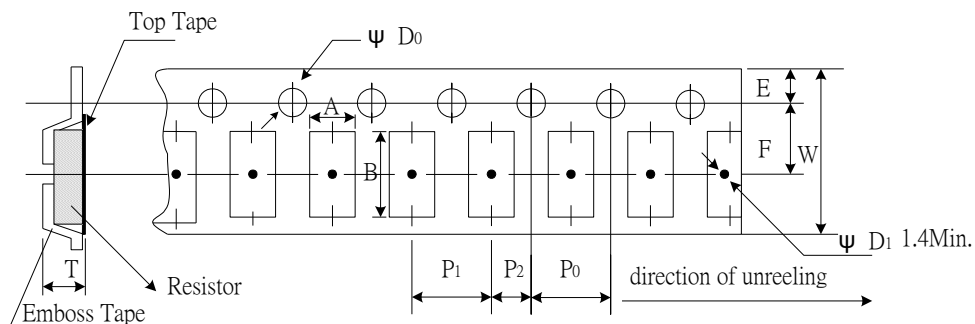 Top Tape
Ψ D0
E
A
F
W
B
Ψ D1 1.4Min.
T
P1
P2
P0
direction of unreeling
Resistor
Emboss Tape